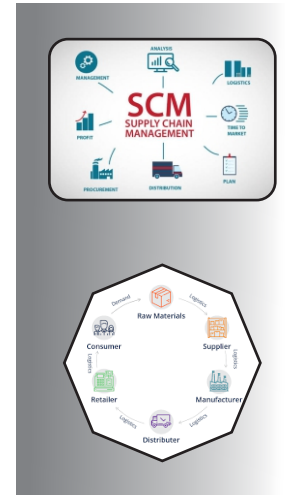 ANALYSIS
MANAGEMENT
LOGISTICS
SCM
SUPPLY CHAIN
MANAGEMENT
PROFIT
TIME TO
MARKET
PROCUREMENT
DISTRIBUTION
PLAN
Demand
Logistics
Raw Materials
Consumer
Supplier
Logistics
Logistics
Retailer
Manufacturer
Logistics
Logistics
Distributer